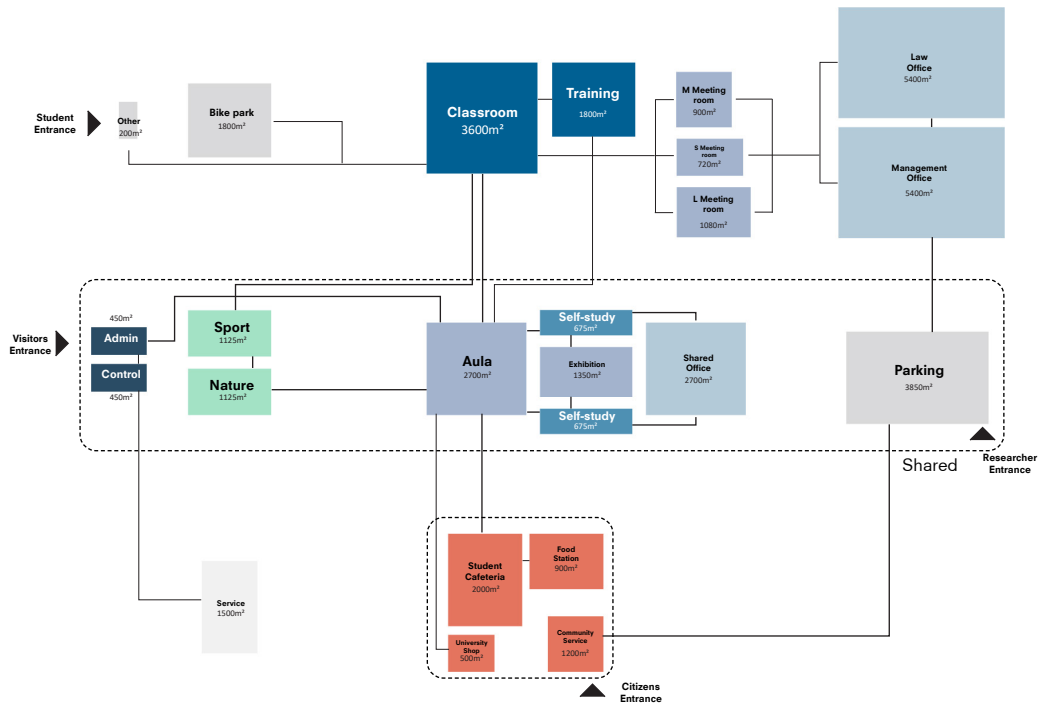 Law
Office
5400m²
Student
Entrance
Other
200m²
Bike park
1800m²
Classroom
3600m²
Training
1800m²
M Meeting
room
900m²
S Meeting
room
720m²
L Meeting
room
1080m²
Management
Office
5400m²
Visitors
Entrance
450m²
Admin
Control
450m²
Sport
1125m²
Nature
1125m²
Aula
2700m²
Self-study
675m²
Exhibition
1350m²
Self-study
675m²
Shared
Office
2700m²
Parking
3850m²
Shared
Researcher
Entrance
Service
1500m²
Student
Cafeteria
2000m²
Food
Station
900m²
University
Shop
500m²
Community
Service
1200m²
Citizens
Entrance